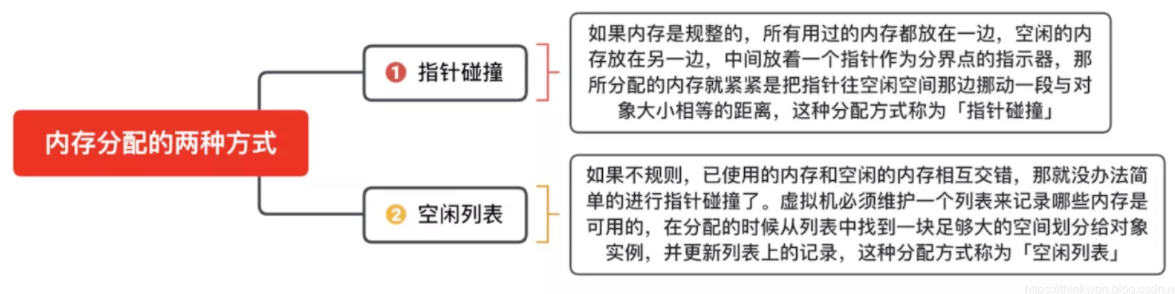 内存分配的两种方式
1 指针碰撞
如果内存是规整的，所有用过的内存都放在一边，空闲的内
存放在另一边，中间放着一个指针作为分界点的指示器，那
所分配的内存就紧紧是把指针往空闲空间那边挪动一段与对
象大小相等的距离，这种分配方式称为「指针碰撞」
2 空闲列表
如果不规则，已使用的内存和空闲的内存相互交错，那就没办法简
单的进行指针碰撞了。虚拟机必须维护一个列表来记录哪些内存是
可用的，在分配的时候从列表中找到一块足够大的空间划分给对象
实例，并更新列表上的记录，这种分配方式称为「空闲列表」
https://thinkwon.blog.csdn.n